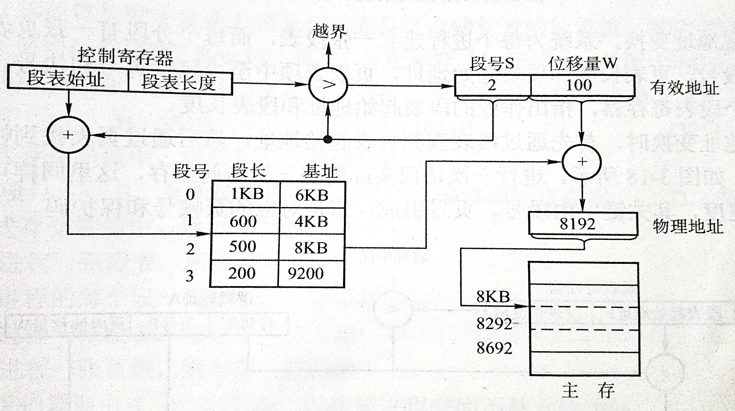 越界
控制寄存器
段表始址 段表长度
>
段号S 位移量W
2 100 有效地址
+
+
段号 段长 基址
0 1KB 6KB
1 600 4KB
2 500 8KB
3 200 9200
8192 物理地址
8KB
8292
8692
主 存